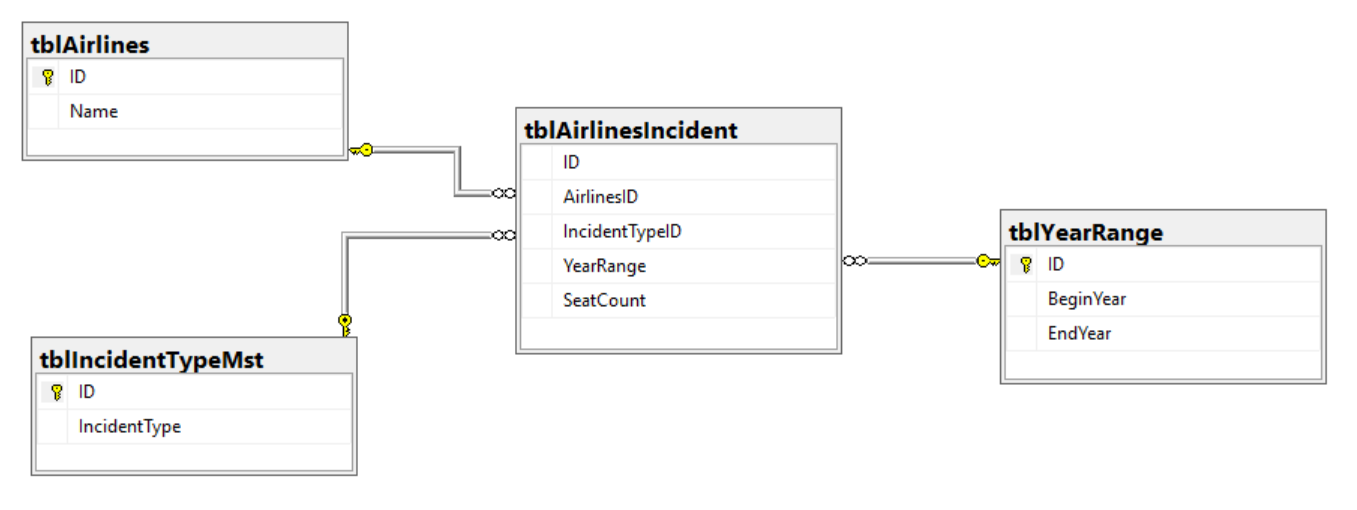 tblAirlines
ID
Name
tblAirlinesIncident
ID
AirlinesID
IncidentTypeID
YearRange
SeatCount
tblYearRange
ID
BeginYear
EndYear
tblIncidentTypeMst
ID
IncidentType